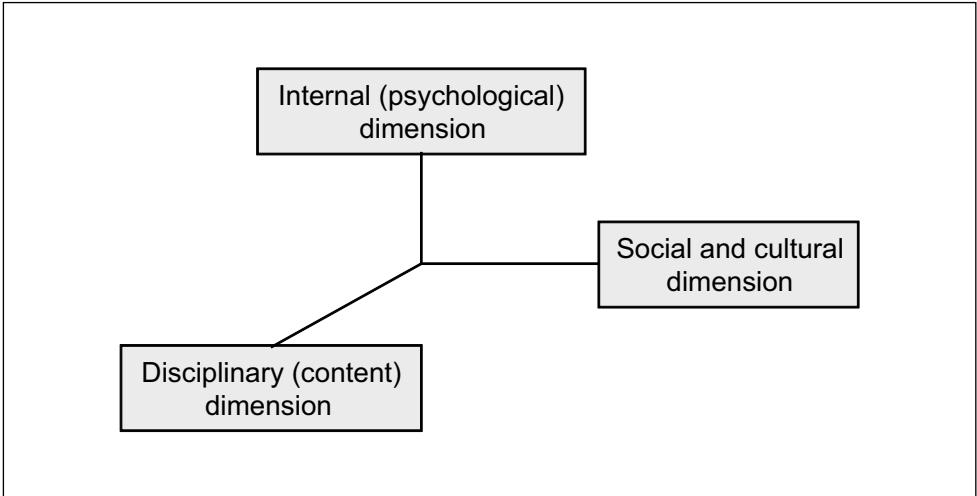 Internal (psychological)
dimension
Social and cultural
dimension
Disciplinary (content)
dimension